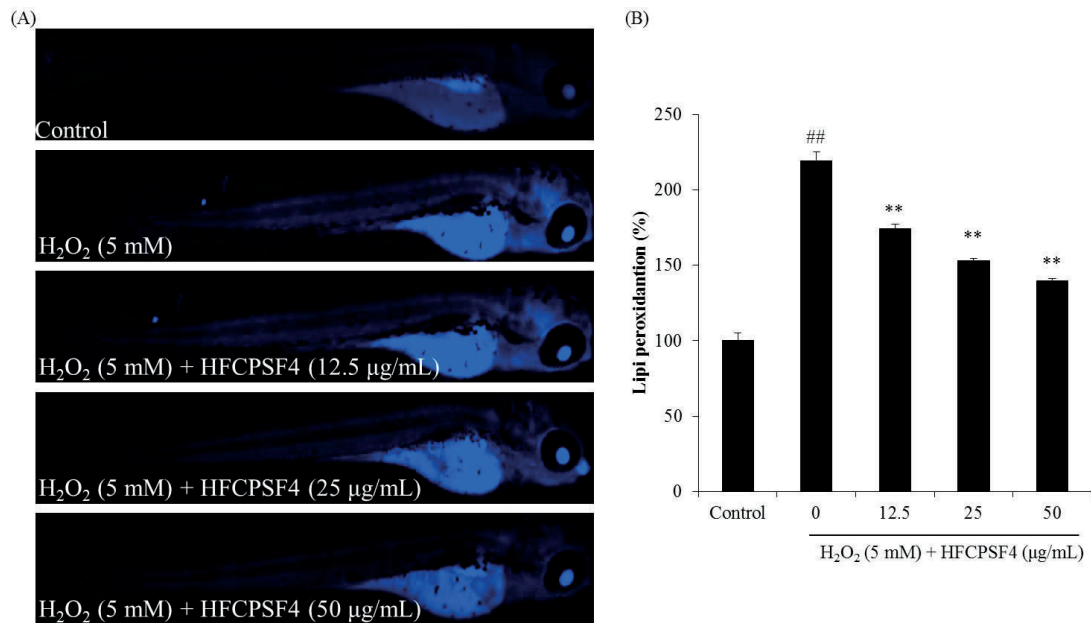 (A)
Control
H₂O₂ (5 mM)
H₂O₂ (5 mM) + HFCPSF4 (12.5 μg/mL)
H₂O₂ (5 mM) + HFCPSF4 (25 μg/mL)
H₂O₂ (5 mM) + HFCPSF4 (50 μg/mL)
(B)
Lipi peroxidantion (%)
250
200
150
100
50
0
##
**
**
**
Control 0 12.5 25 50
H₂O₂ (5 mM) + HFCPSF4 (μg/mL)